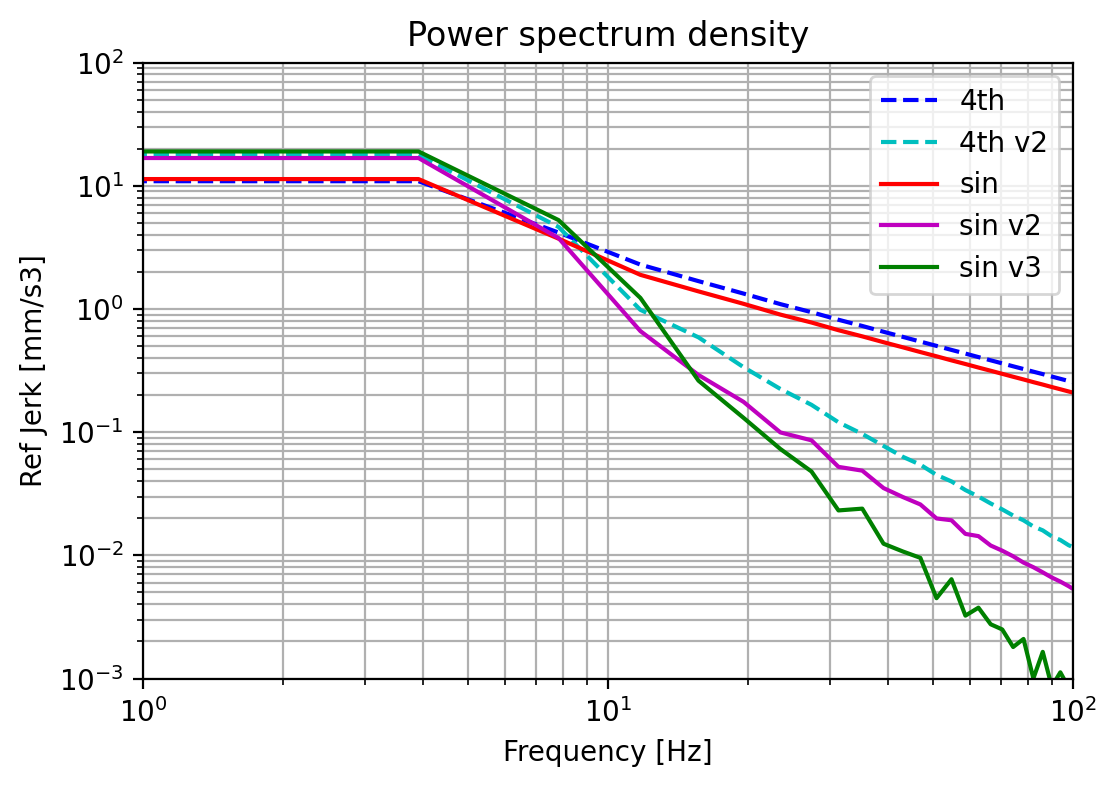 Power spectrum density
10²
10¹
10⁰
10⁻¹
10⁻²
10⁻³
Ref Jerk [mm/s3]
4th
4th v2
sin
sin v2
sin v3
10⁰ 10¹ 10²
Frequency [Hz]